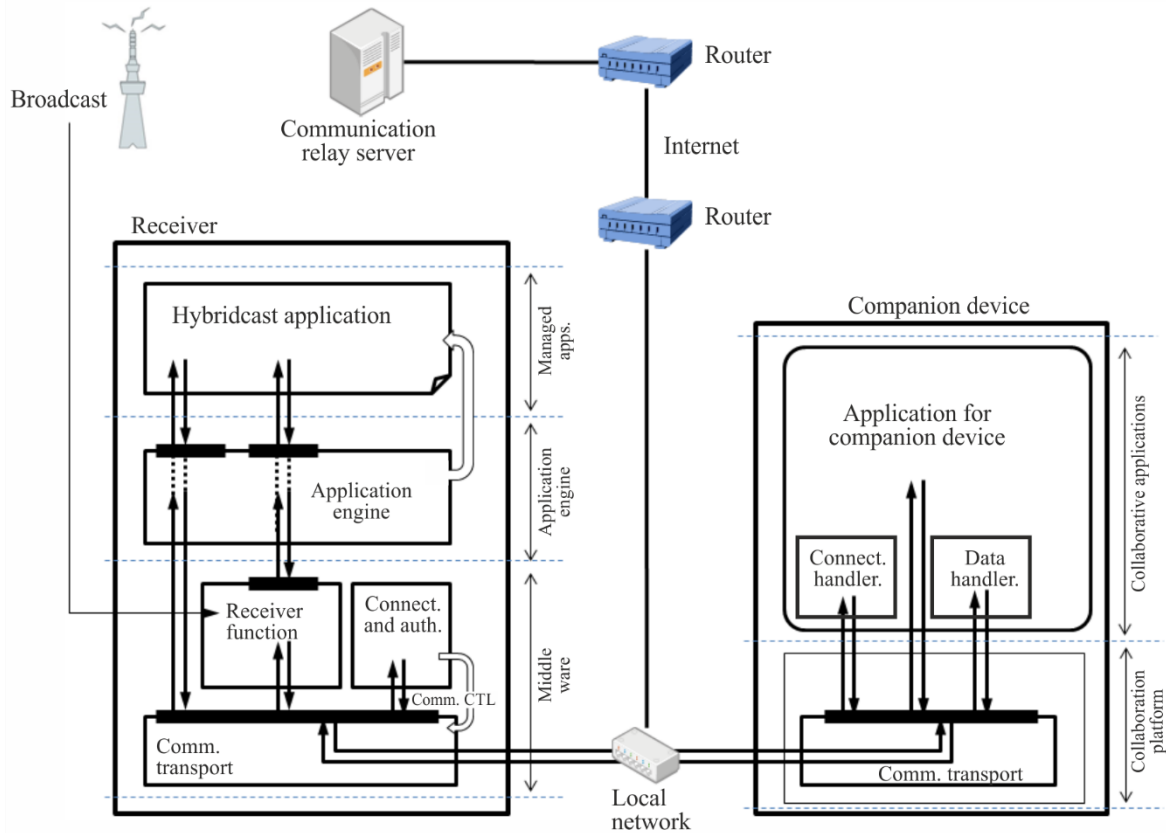 Broadcast
Communication
relay server
Router
Internet
Router
Receiver
Hybridcast application
Managed
apps.
Application
engine
Application
engine
Receiver
function
Connect.
and auth.
Comm. CTL
Middle
ware
Comm.
transport
Local
network
Companion device
Application for
companion device
Connect.
handler.
Data
handler.
Collaborative applications
Comm. transport
Collaboration
platform